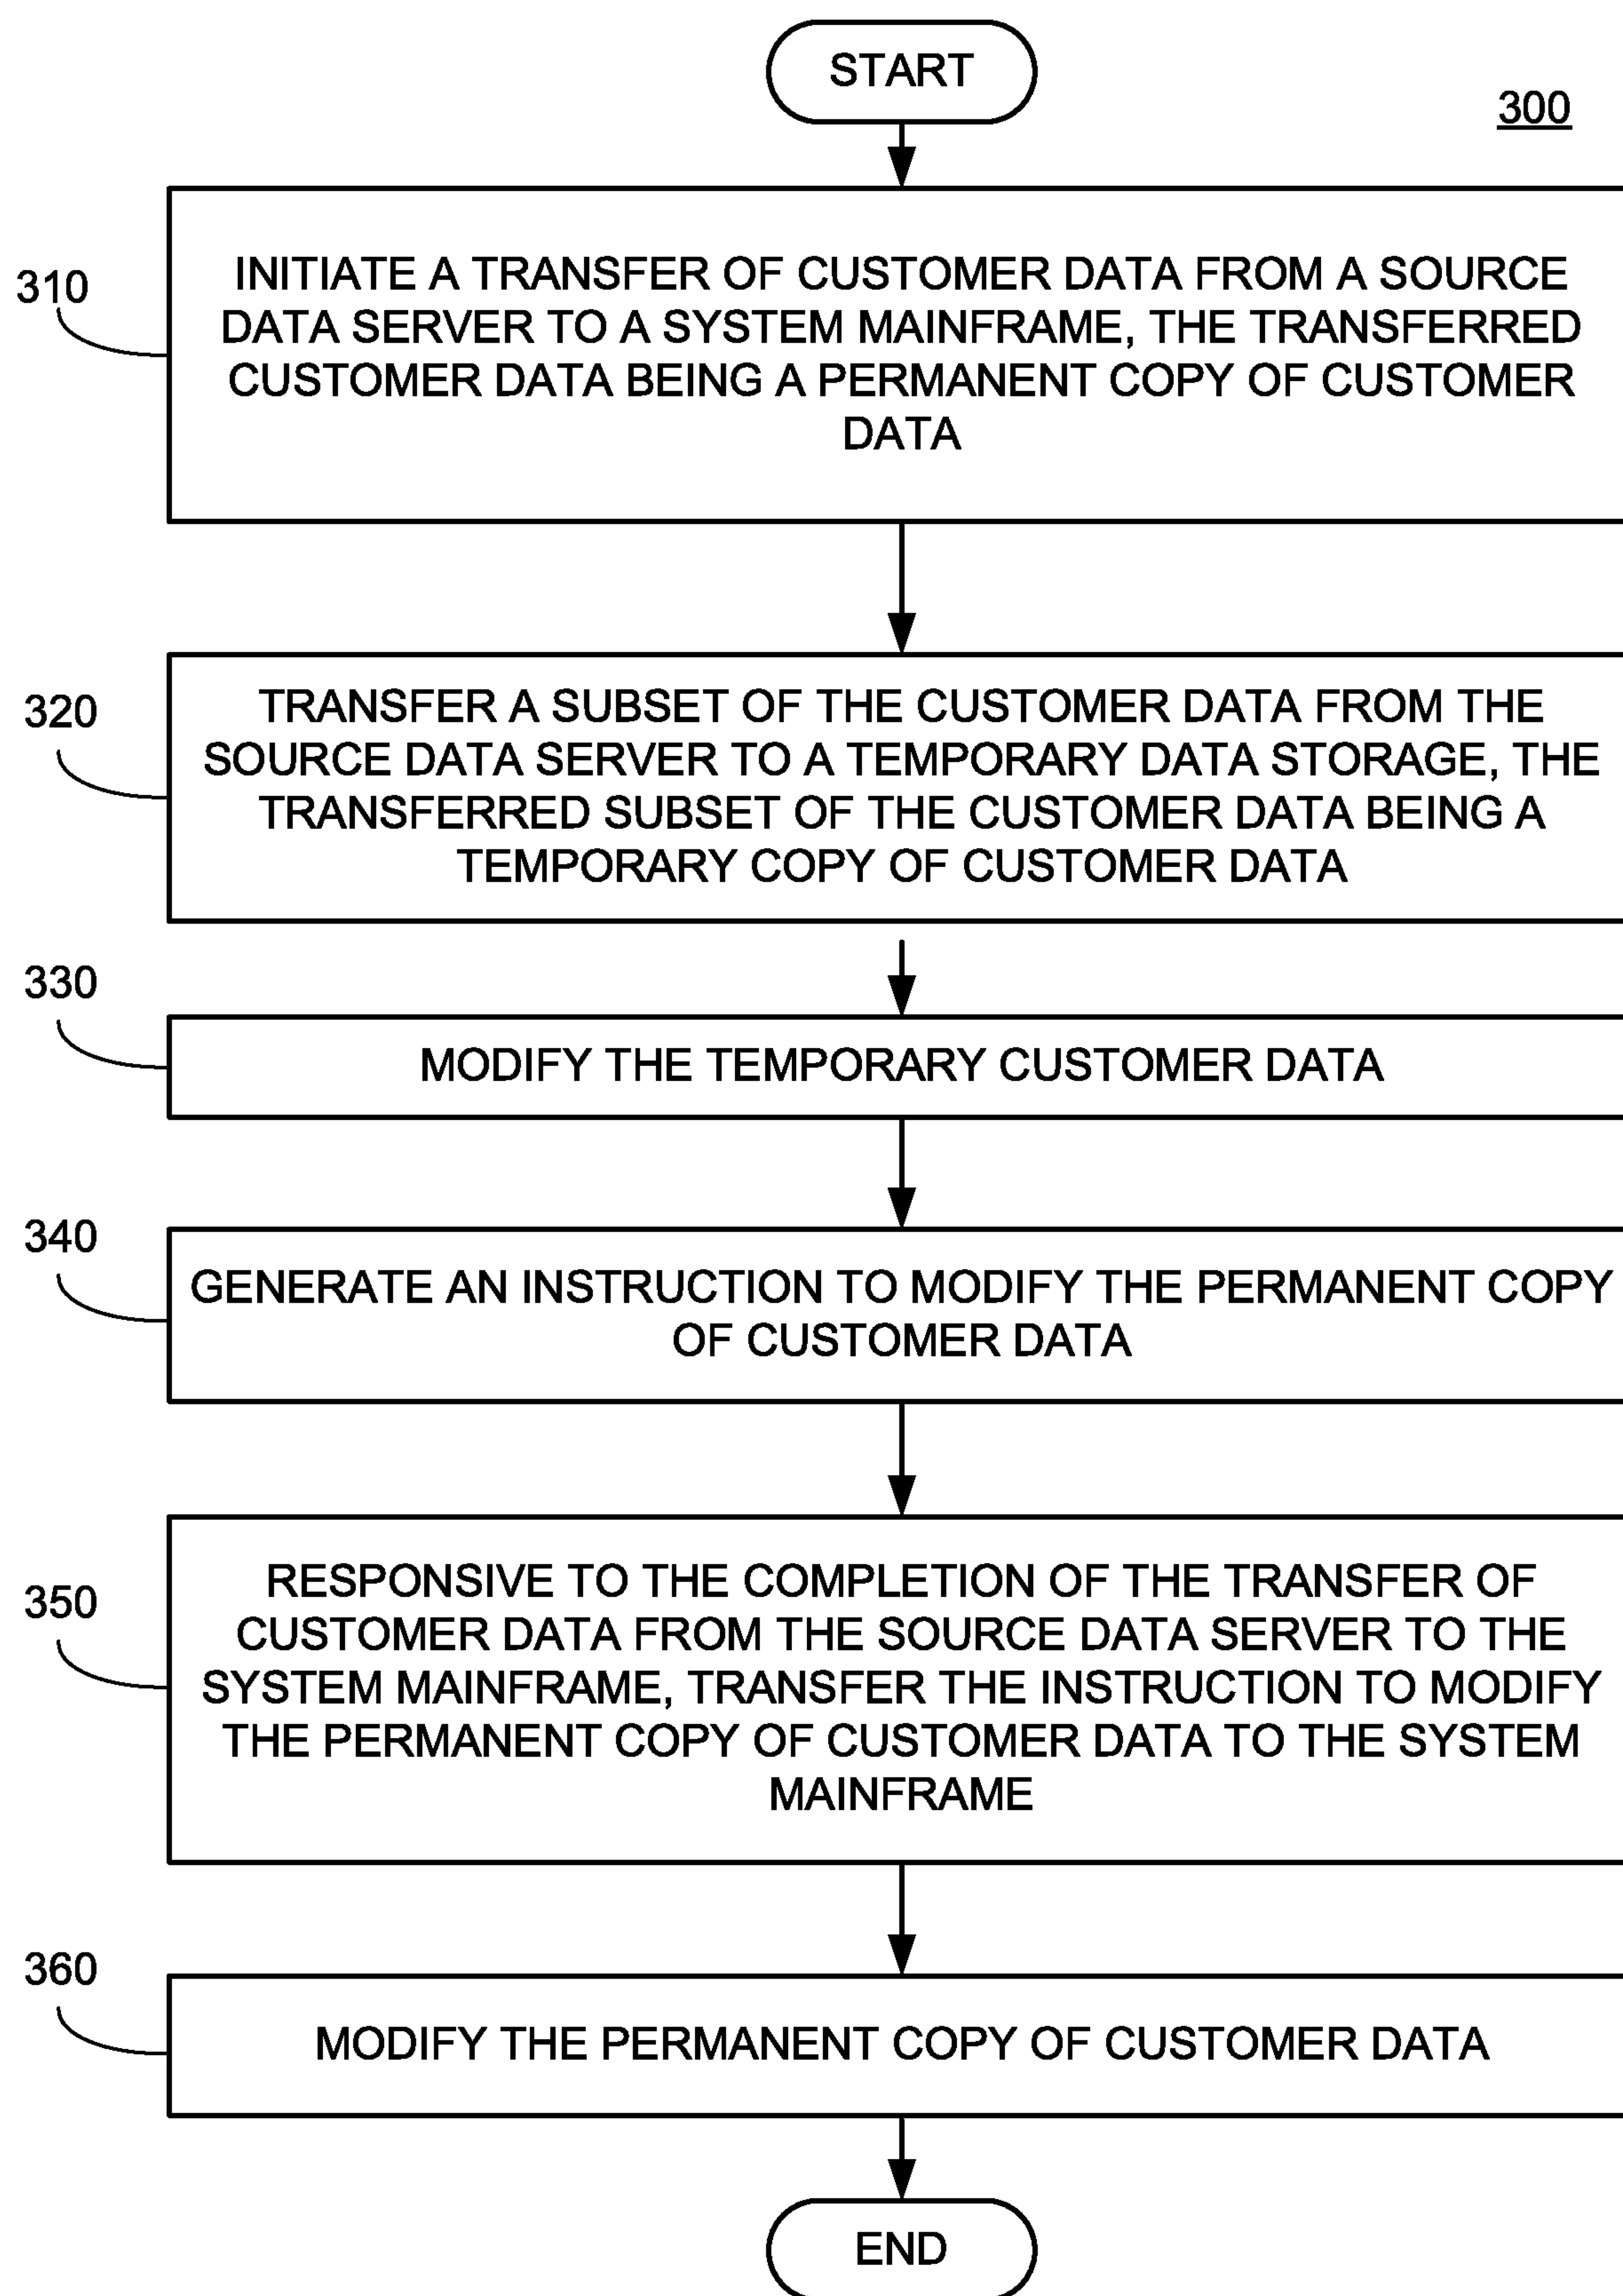 START
300
310
INITIATE A TRANSFER OF CUSTOMER DATA FROM A SOURCE
DATA SERVER TO A SYSTEM MAINFRAME, THE TRANSFERRED
CUSTOMER DATA BEING A PERMANENT COPY OF CUSTOMER
DATA
320
TRANSFER A SUBSET OF THE CUSTOMER DATA FROM THE
SOURCE DATA SERVER TO A TEMPORARY DATA STORAGE, THE
TRANSFERRED SUBSET OF THE CUSTOMER DATA BEING A
TEMPORARY COPY OF CUSTOMER DATA
330
MODIFY THE TEMPORARY CUSTOMER DATA
340
GENERATE AN INSTRUCTION TO MODIFY THE PERMANENT COPY
OF CUSTOMER DATA
350
RESPONSIVE TO THE COMPLETION OF THE TRANSFER OF
CUSTOMER DATA FROM THE SOURCE DATA SERVER TO THE
SYSTEM MAINFRAME, TRANSFER THE INSTRUCTION TO MODIFY
THE PERMANENT COPY OF CUSTOMER DATA TO THE SYSTEM
MAINFRAME
360
MODIFY THE PERMANENT COPY OF CUSTOMER DATA
END